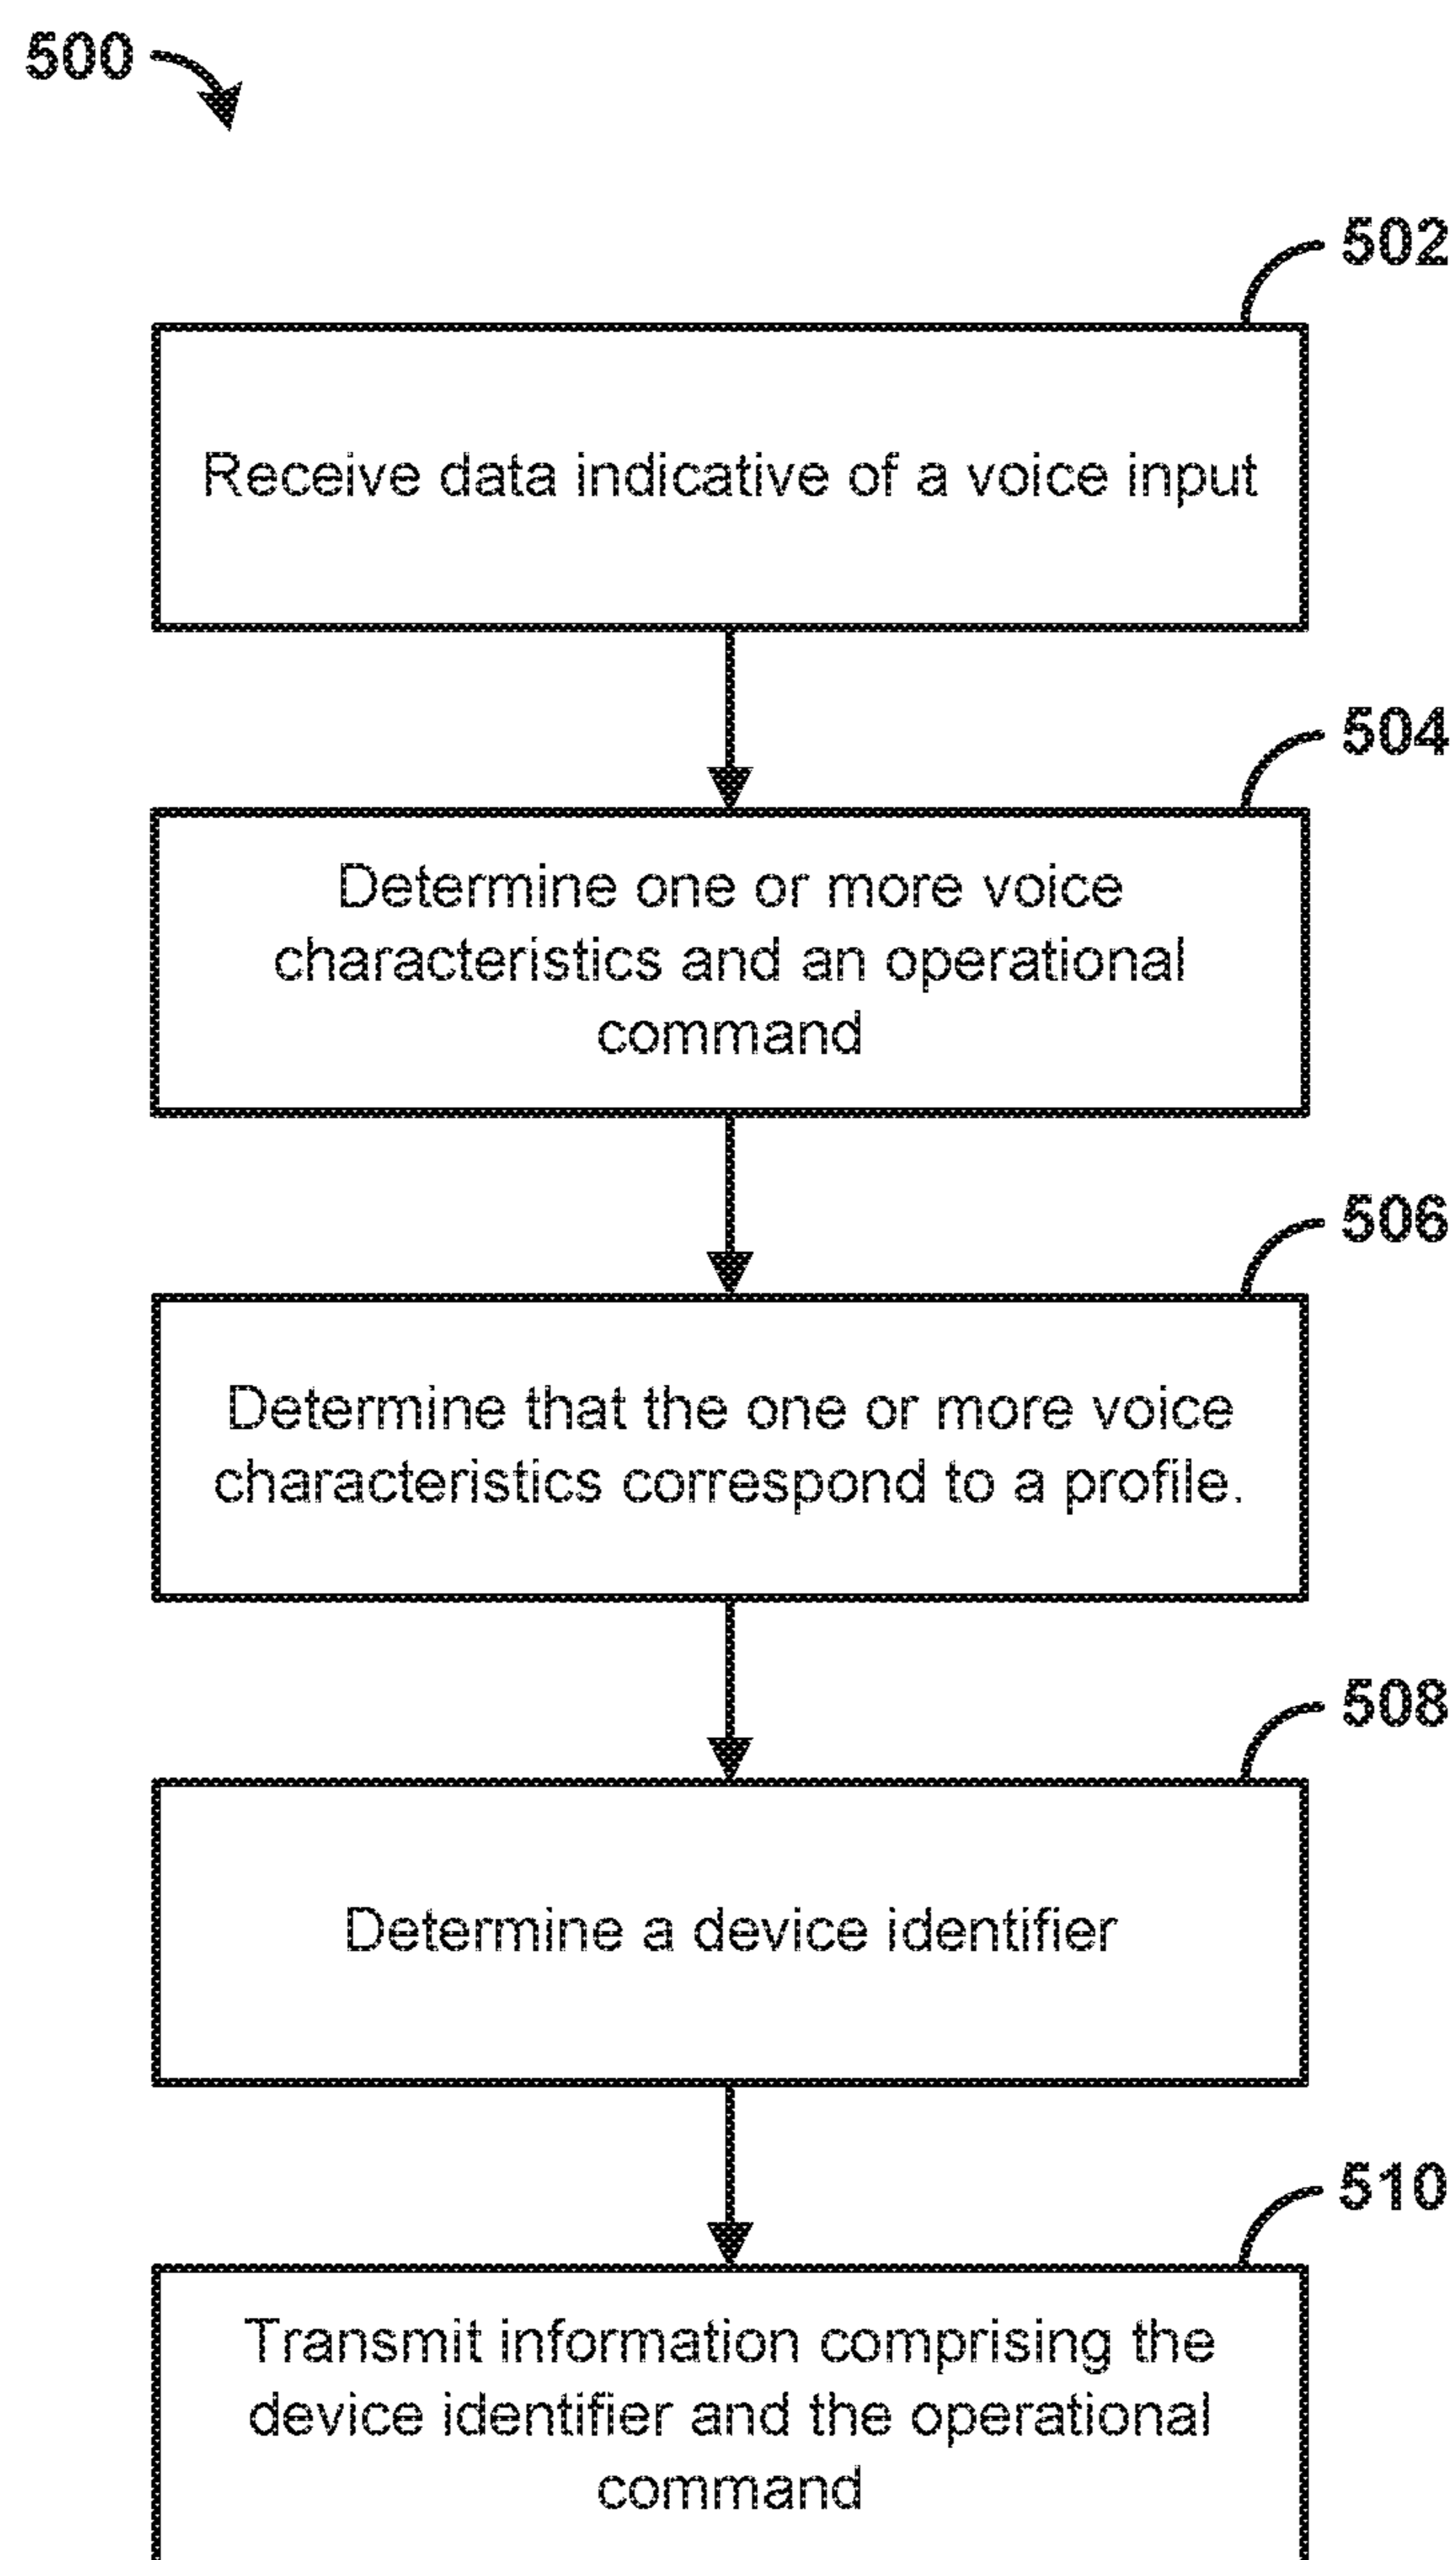 500
502
Receive data indicative of a voice input
504
Determine one or more voice
characteristics and an operational
command
506
Determine that the one or more voice
characteristics correspond to a profile.
508
Determine a device identifier
510
Transmit information comprising the
device identifier and the operational
command